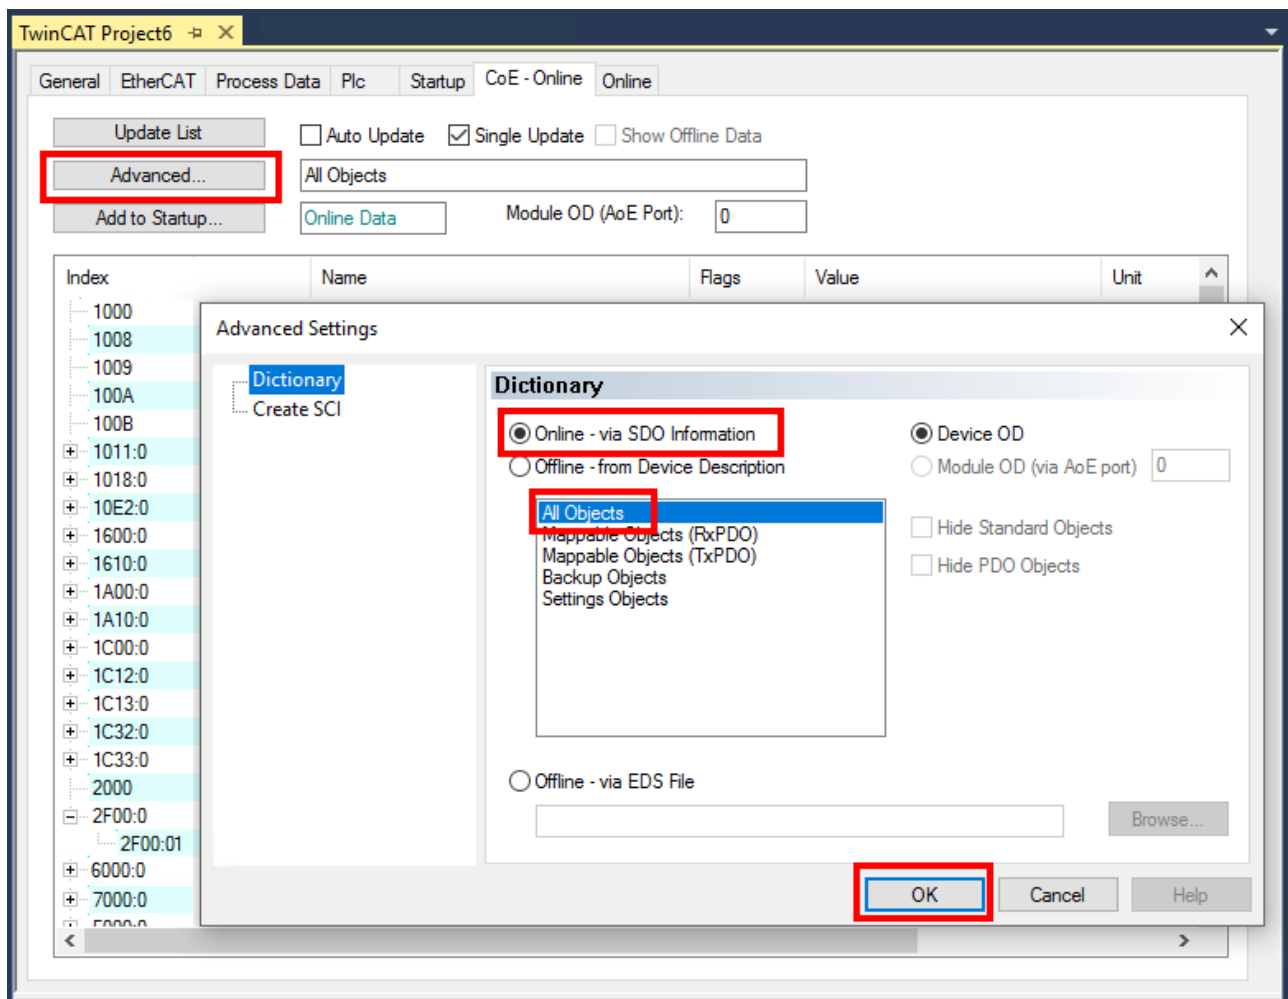 TwinCAT Project6
General EtherCAT Process Data Plc Startup CoE - Online Online
Update List Auto Update Single Update Show Offline Data
Advanced... All Objects
Add to Startup... Online Data Module OD (AoE Port): 0
Index Name Flags Value Unit
1000
1008
1009
100A
100B
1011:0
1018:0
10E2:0
1600:0
1610:0
1A00:0
1A10:0
1C00:0
1C12:0
1C13:0
1C32:0
1C33:0
2000
2F00:0
2F00:01
6000:0
7000:0
Advanced Settings
Dictionary
Create SCI
Dictionary
Online - via SDO Information Device OD
Offline - from Device Description Module OD (via AoE port) 0
All Objects
Mappable Objects (RxPDO)
Mappable Objects (TxPDO)
Backup Objects
Settings Objects
Hide Standard Objects
Hide PDO Objects
Offline - via EDS File
Browse...
OK Cancel Help